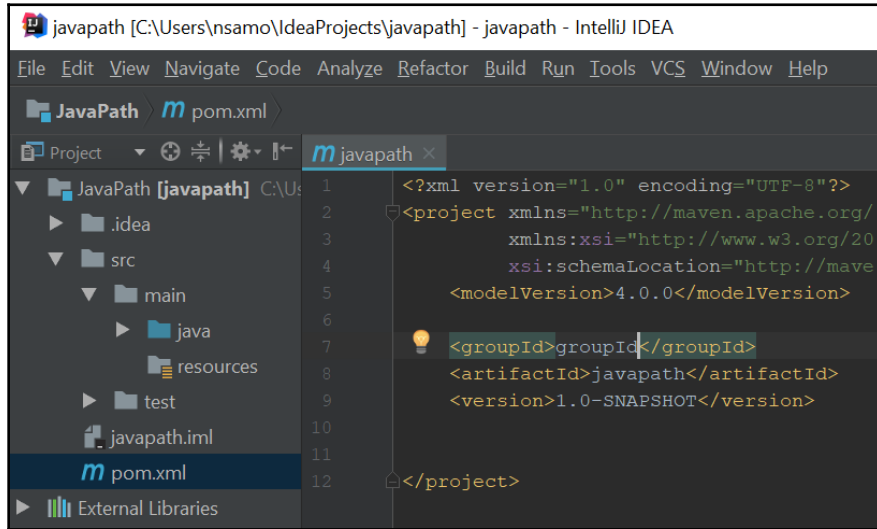 javapath [C:\Users\nsamo\IdeaProjects\javapath] - javapath - IntelliJ IDEA
File Edit View Navigate Code Analyze Refactor Build Run Tools VCS Window Help
JavaPath m pom.xml
Project m javapath
JavaPath [javapath] C:\Us
.idea
src
main
java
resources
test
javapath.iml
m pom.xml
External Libraries
1 <?xml version="1.0" encoding="UTF-8"?>
2 <project xmlns="http://maven.apache.org/
3 xmlns:xsi="http://www.w3.org/20
4 xsi:schemaLocation="http://mave
5 <modelVersion>4.0.0</modelVersion>
6
7 <groupId>groupId</groupId>
8 <artifactId>javapath</artifactId>
9 <version>1.0-SNAPSHOT</version>
10
11
12 </project>